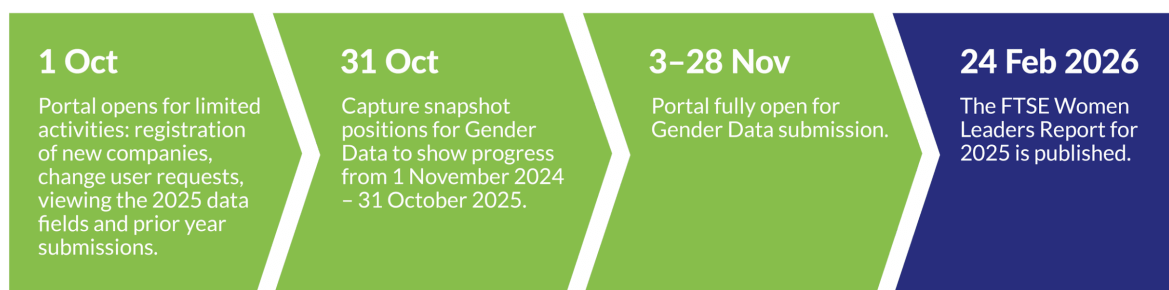 1 Oct
Portal opens for limited
activities: registration
of new companies,
change user requests,
viewing the 2025 data
fields and prior year
submissions.
31 Oct
Capture snapshot
positions for Gender
Data to show progress
from 1 November 2024
– 31 October 2025.
3–28 Nov
Portal fully open for
Gender Data submission.
24 Feb 2026
The FTSE Women
Leaders Report for
2025 is published.